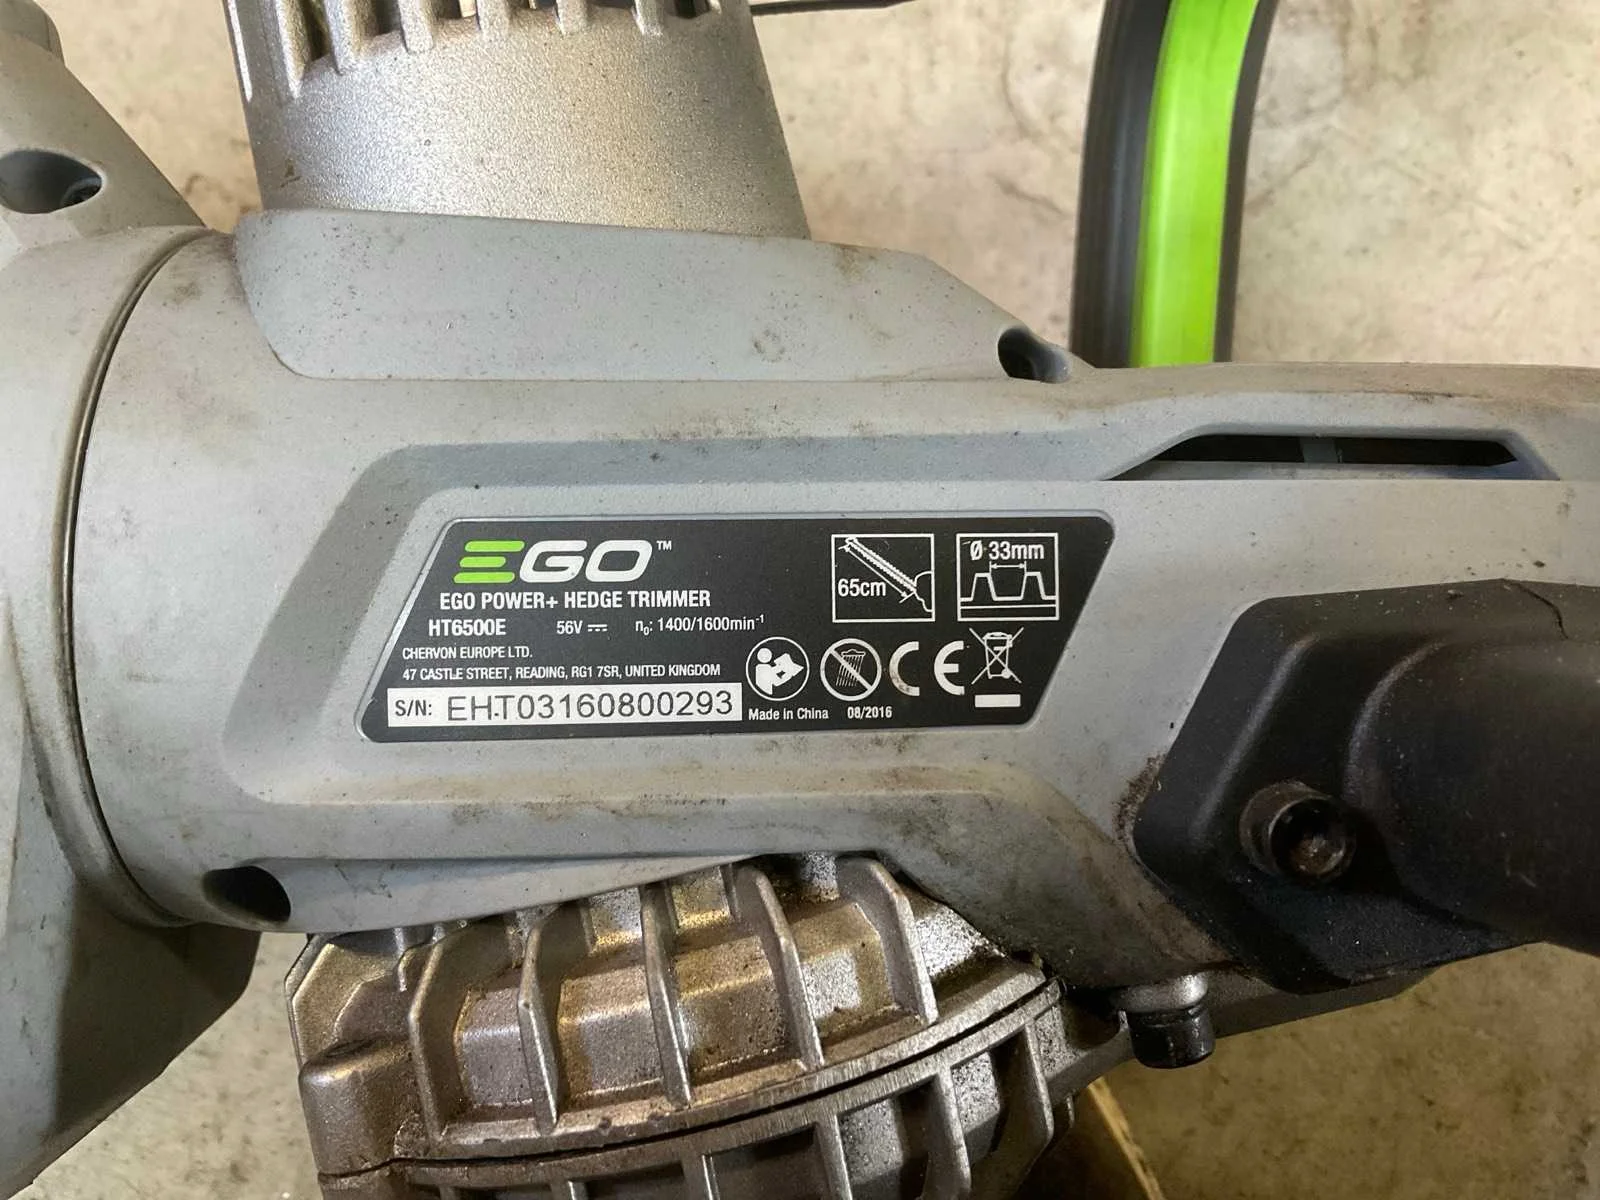 EGO™
EGO POWER+ HEDGE TRIMMER
HT6500E 56V ⎓ n₀: 1400/1600min⁻¹
CHERVON EUROPE LTD.
47 CASTLE STREET, READING, RG1 7SR, UNITED KINGDOM
S/N: EHT03160800293
Made in China 08/2016
65cm
Ø 33mm
CE